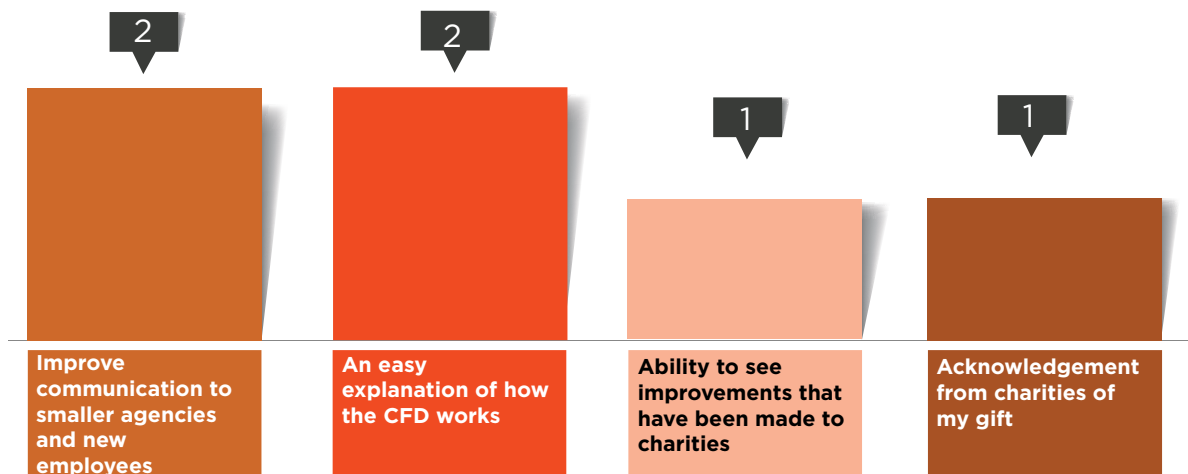 2
2
1
1
Improve
communication to
smaller agencies
and new
employees
An easy
explanation of how
the CFD works
Ability to see
improvements that
have been made to
charities
Acknowledgement
from charities of
my gift